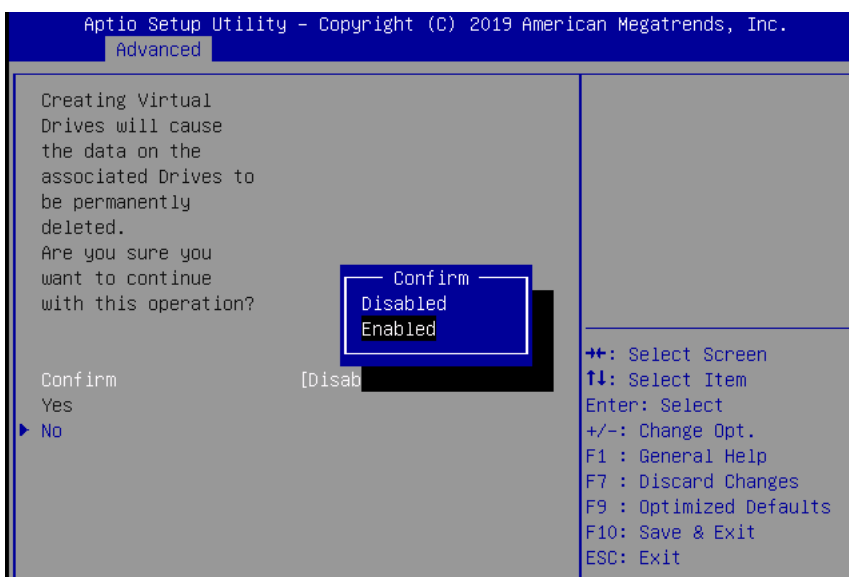 Aptio Setup Utility – Copyright (C) 2019 American Megatrends, Inc.
Advanced
Creating Virtual
Drives will cause
the data on the
associated Drives to
be permanently
deleted.
Are you sure you
want to continue
with this operation?
Confirm
Disabled
Enabled
Confirm [Disab
Yes
No
→←: Select Screen
↑↓: Select Item
Enter: Select
+/-: Change Opt.
F1 : General Help
F7 : Discard Changes
F9 : Optimized Defaults
F10: Save & Exit
ESC: Exit